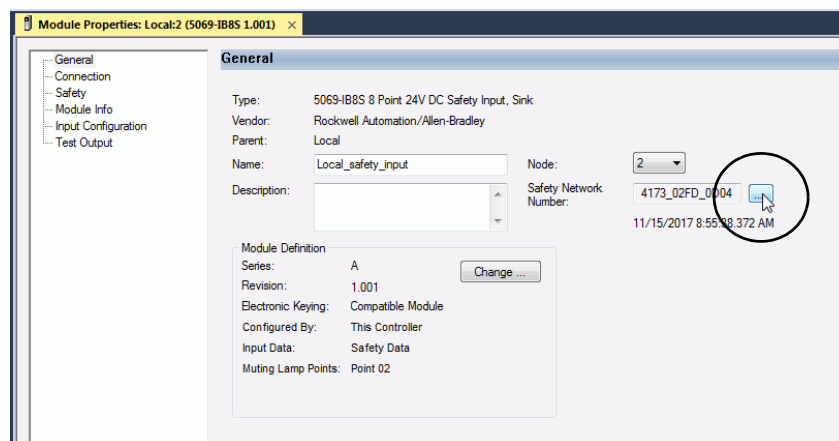 Module Properties: Local:2 (5069-IB8S 1.001) ×
General
Connection
Safety
Module Info
Input Configuration
Test Output
General
Type: 5069-IB8S 8 Point 24V DC Safety Input, Sink
Vendor: Rockwell Automation/Allen-Bradley
Parent: Local
Name: Local_safety_input Node: 2
Description: Safety Network Number: 4173_02FD_0D04 ...
11/15/2017 8:55:38.372 AM
Module Definition
Series: A Change ...
Revision: 1.001
Electronic Keying: Compatible Module
Configured By: This Controller
Input Data: Safety Data
Muting Lamp Points: Point 02